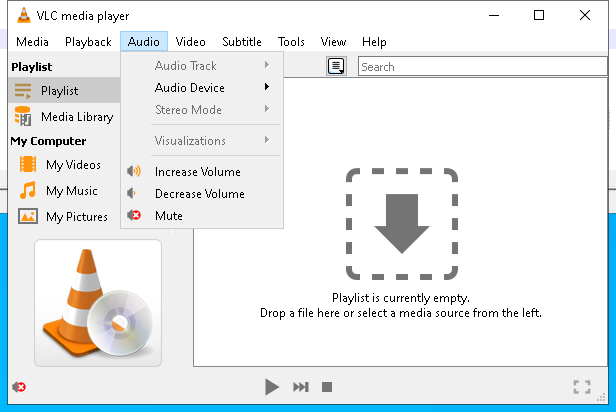 VLC media player
Media Playback Audio Video Subtitle Tools View Help
Playlist
Playlist
Media Library
My Computer
My Videos
My Music
My Pictures
Audio Track
Audio Device
Stereo Mode
Visualizations
Increase Volume
Decrease Volume
Mute
Search
Playlist is currently empty.
Drop a file here or select a media source from the left.